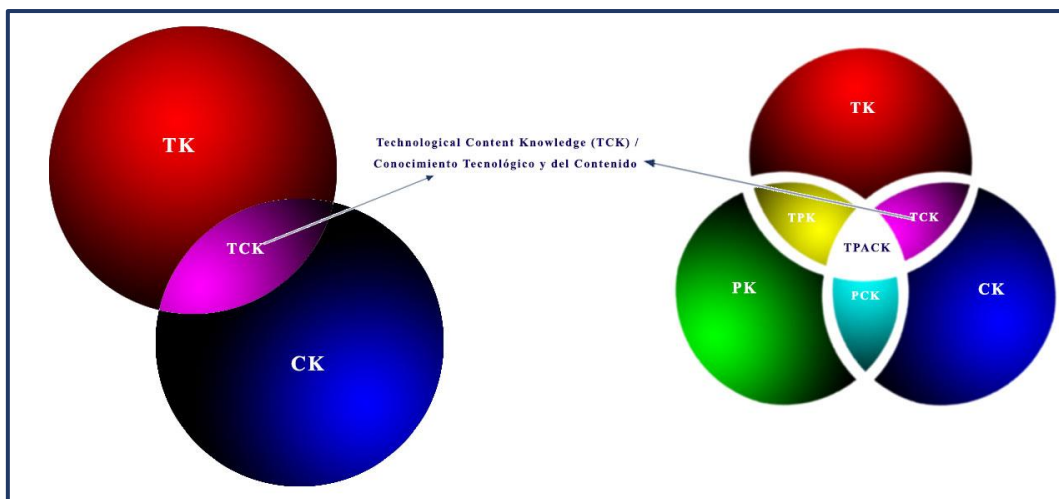 TK
TCK
CK
Technological Content Knowledge (TCK) /
Conocimiento Tecnológico y del Contenido
TK
TPK
TCK
TPACK
PK
PCK
CK